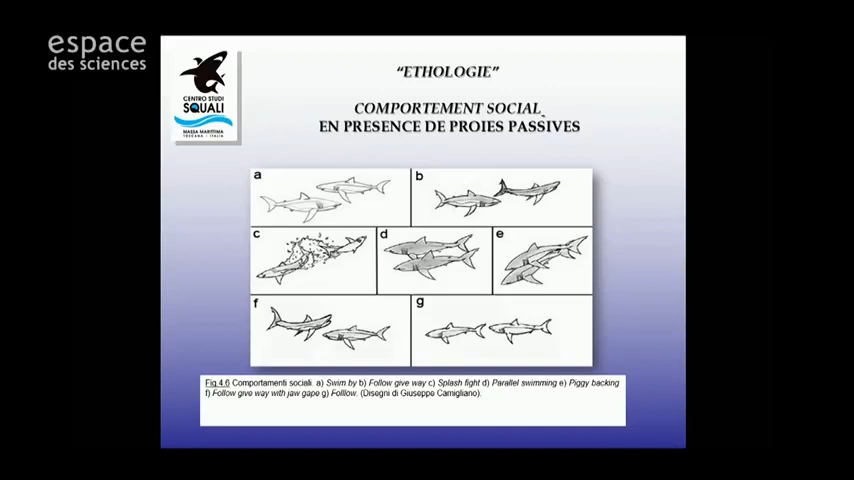 espace
des sciences
CENTRO STUDI
SQUALI
MASSA MARITTIMA
TOSCANA / ITALIA
“ETHOLOGIE”
COMPORTEMENT SOCIAL
EN PRESENCE DE PROIES PASSIVES
a
b
c
d
e
f
g
Fig.4.6 Comportamenti sociali. a) Swim by b) Follow give way c) Splash fight d) Parallel swimming e) Piggy backing
f) Follow give way with jaw gape g) Folllow. (Disegni di Giuseppe Camigliano).